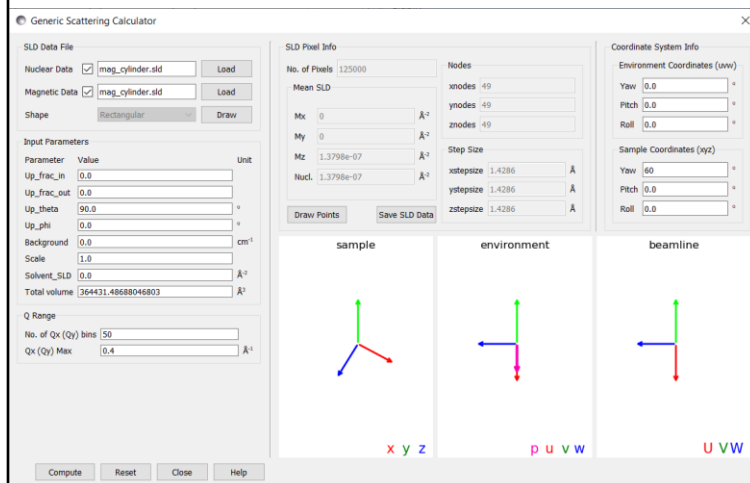 Generic Scattering Calculator
SLD Data File
Nuclear Data mag_cylinder.sld Load
Magnetic Data mag_cylinder.sld Load
Shape Rectangular Draw
Input Parameters
Parameter Value Unit
Up_frac_in 0.0
Up_frac_out 0.0
Up_theta 90.0 °
Up_phi 0.0 °
Background 0.0 cm⁻¹
Scale 1.0
Solvent_SLD 0.0 Å⁻²
Total volume 364431.48688046803 Å³
Q Range
No. of Qx (Qy) bins 50
Qx (Qy) Max 0.4 Å⁻¹
SLD Pixel Info
No. of Pixels 125000
Mean SLD
Mx 0 Å⁻²
My 0 Å⁻²
Mz 1.3798e-07 Å⁻²
Nucl. 1.3798e-07 Å⁻²
Nodes
xnodes 49
ynodes 49
znodes 49
Step Size
xstepsize 1.4286 Å
ystepsize 1.4286 Å
zstepsize 1.4286 Å
Draw Points Save SLD Data
Coordinate System Info
Environment Coordinates (uvw)
Yaw 0.0 °
Pitch 0.0 °
Roll 0.0 °
Sample Coordinates (xyz)
Yaw 60 °
Pitch 0.0 °
Roll 0.0 °
sample environment beamline
x y z p u v w U V W
Compute Reset Close Help